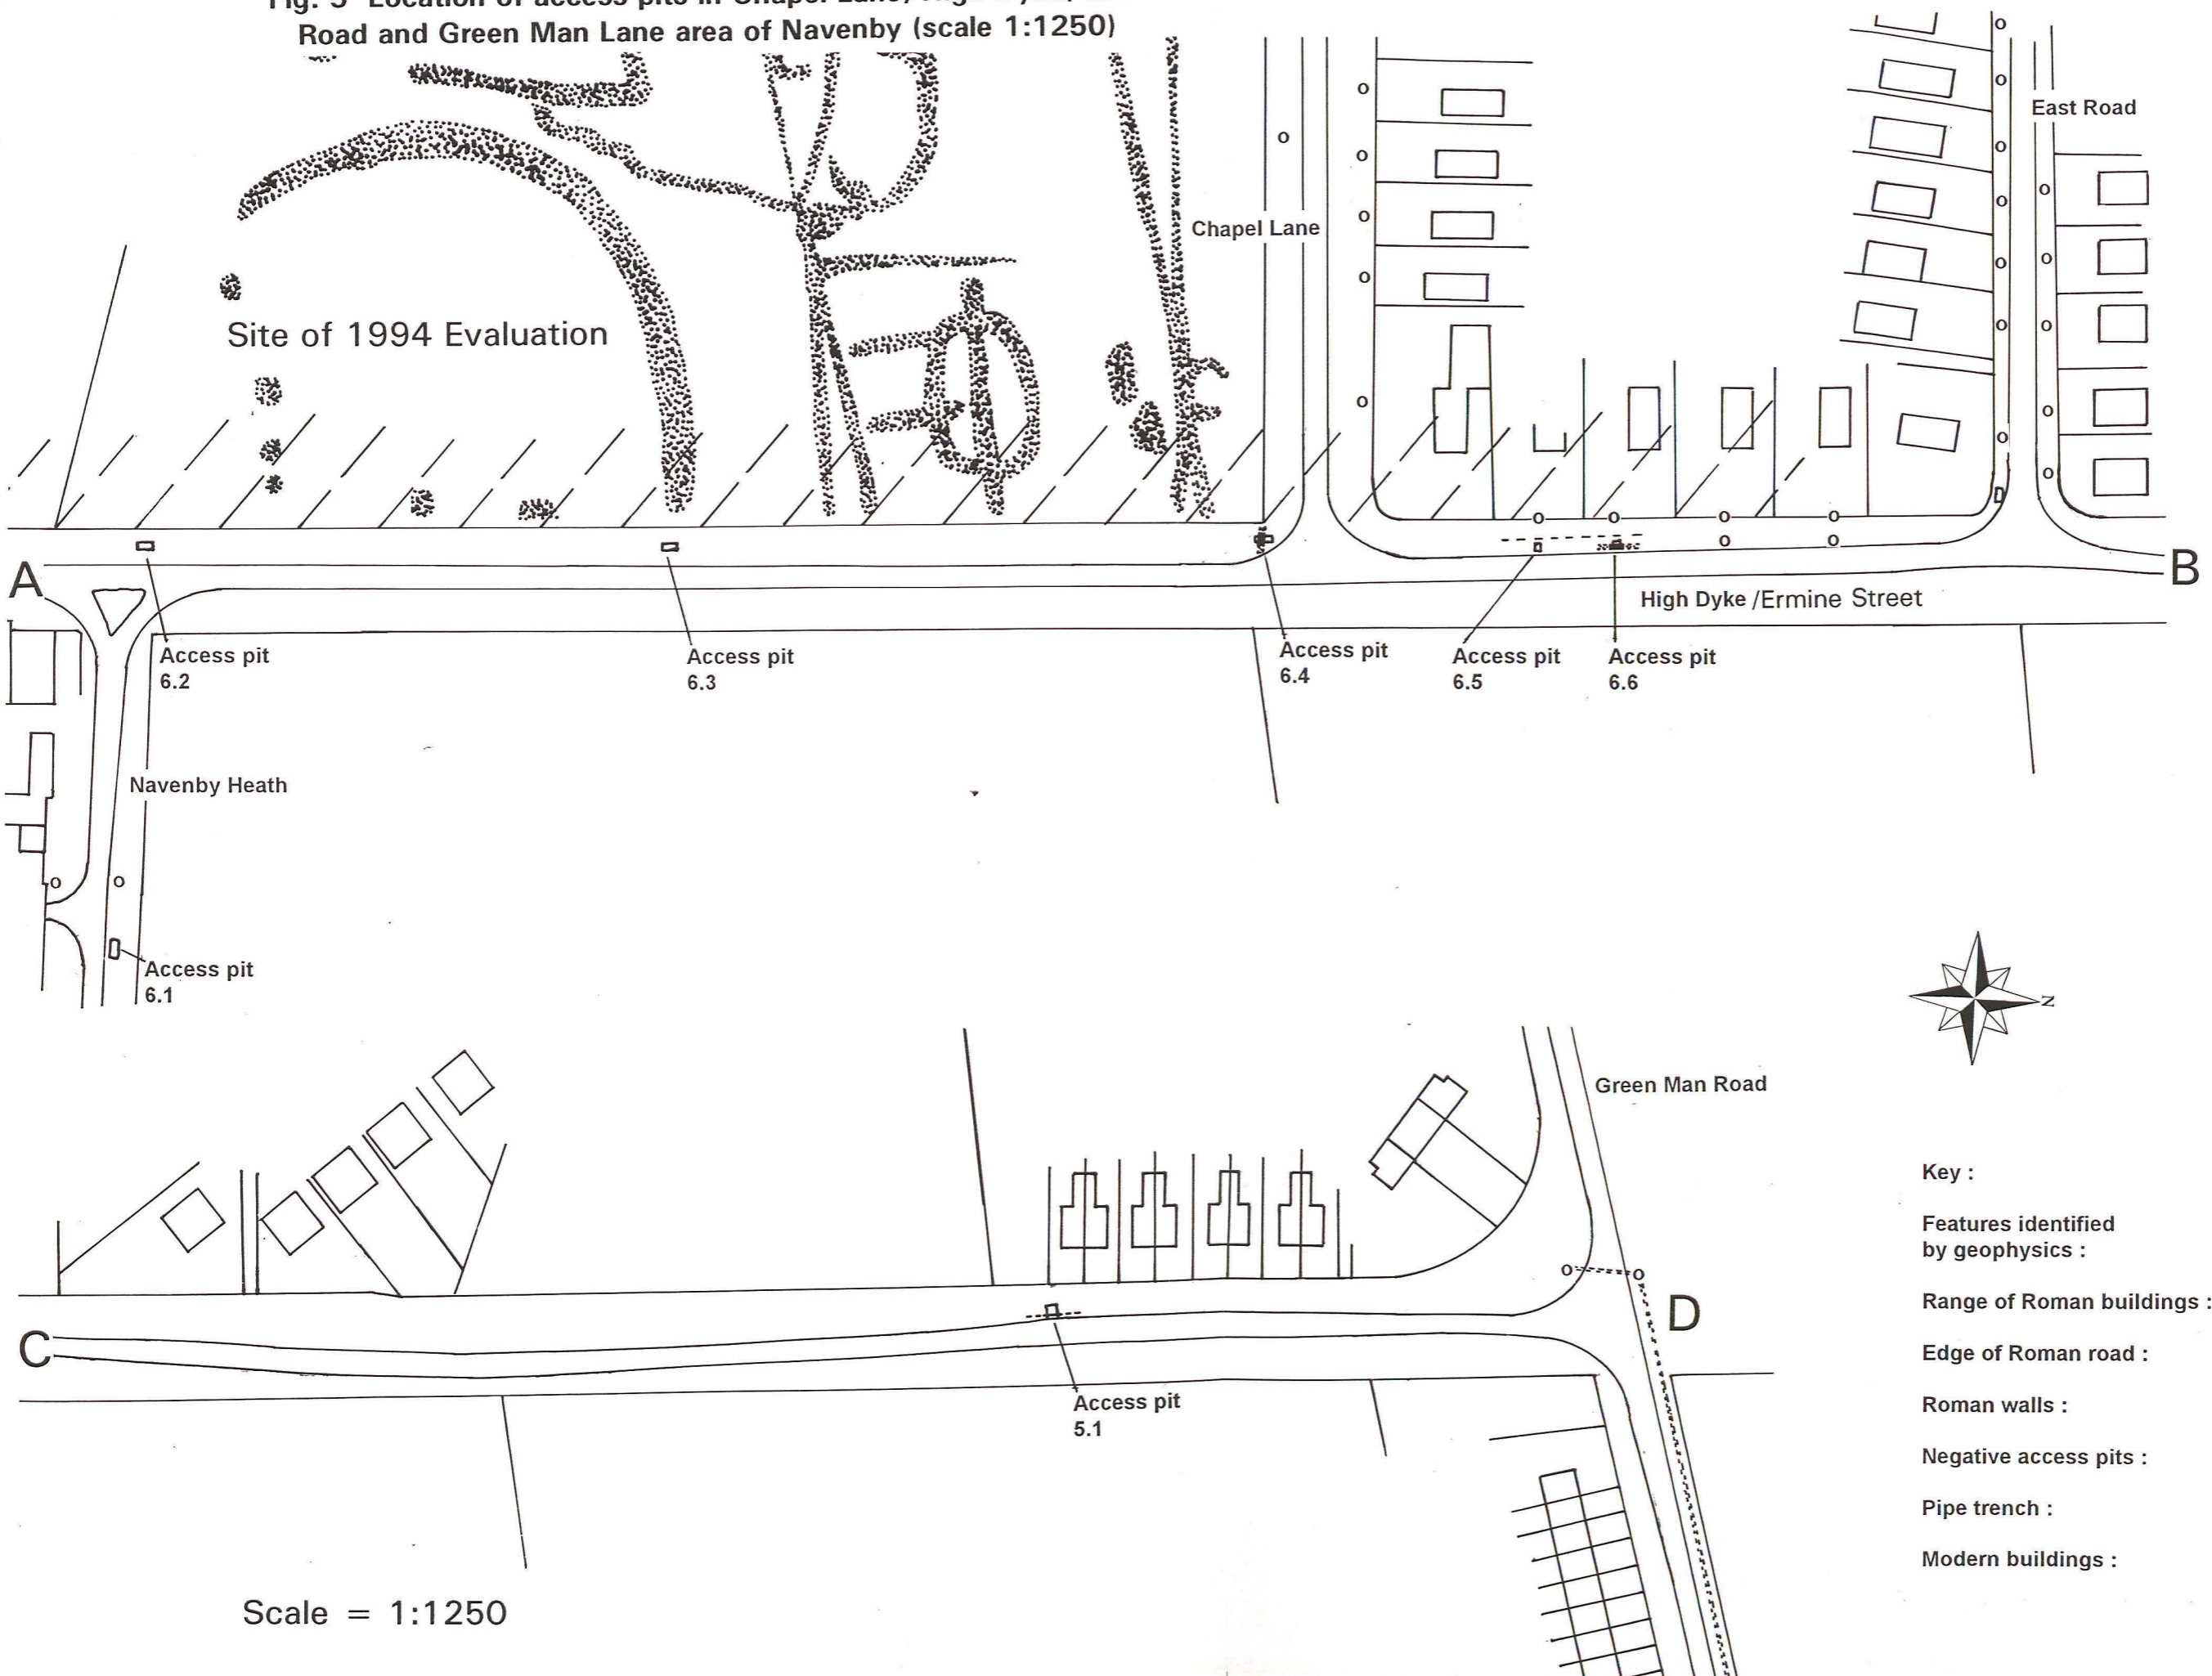 Road and Green Man Lane area of Navenby (scale 1:1250)
East Road
Chapel Lane
Site of 1994 Evaluation
A
B
High Dyke /Ermine Street
Access pit
6.2
Access pit
6.3
Access pit
6.4
Access pit
6.5
Access pit
6.6
Navenby Heath
Access pit
6.1
N
Green Man Road
Key :
Features identified
by geophysics :
Range of Roman buildings :
Edge of Roman road :
Roman walls :
Negative access pits :
Pipe trench :
Modern buildings :
C
D
Access pit
5.1
Scale = 1:1250